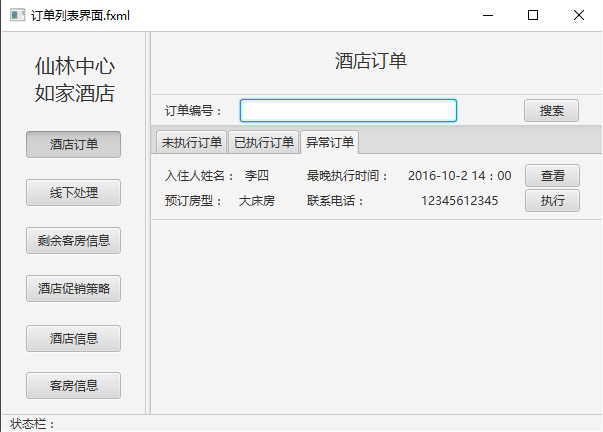 订单列表界面.fxml
仙林中心
如家酒店
酒店订单
线下处理
剩余客房信息
酒店促销策略
酒店信息
客房信息
酒店订单
订单编号： 搜索
未执行订单 已执行订单 异常订单
入住人姓名： 李四 最晚执行时间： 2016-10-2 14：00 查看
预订房型： 大床房 联系电话： 12345612345 执行
状态栏：